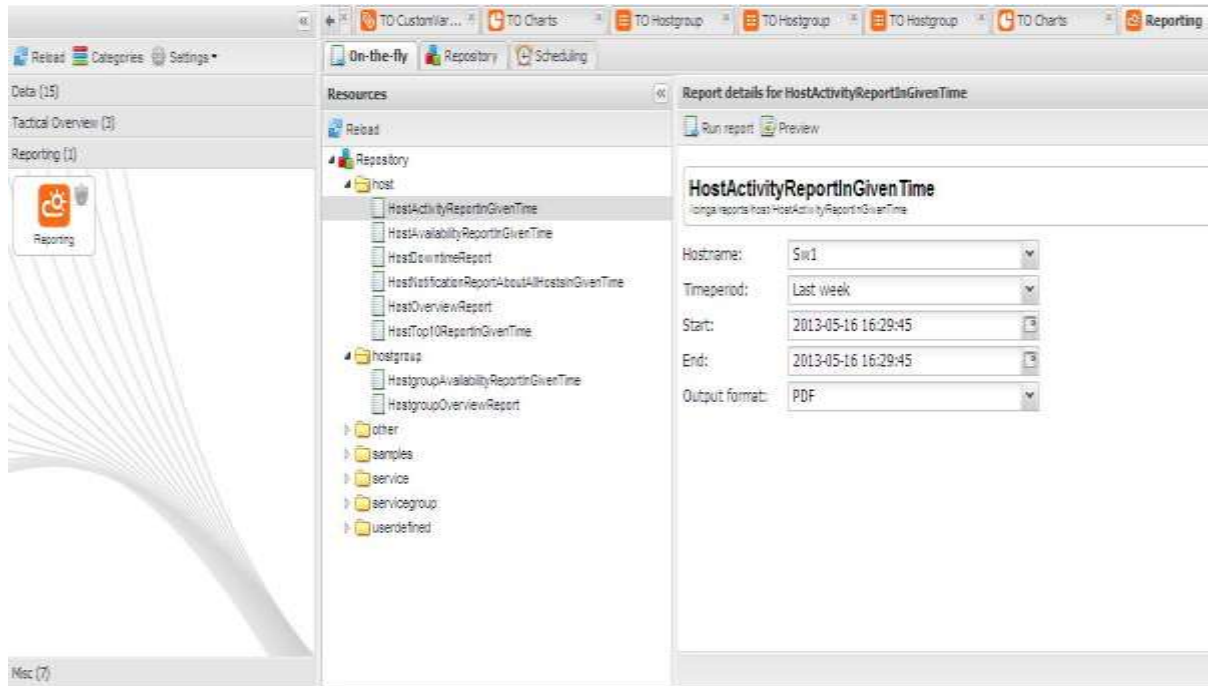 TO CustomVar... TO Charts TO Hostgroup TO Hostgroup TO Hostgroup TO Charts Reporting
Reload Categories Settings
On-the-fly Repository Scheduling
Data (15)
Tactical Overview (3)
Reporting (1)
Reporting
Misc (7)
Resources
Reload
Repository
host
HostActivityReportInGivenTime
HostAvailabilityReportInGivenTime
HostDowntimeReport
HostNotificationReportAboutAllHostsInGivenTime
HostOverviewReport
HostTop10ReportInGivenTime
hostgroup
HostgroupAvailabilityReportInGivenTime
HostgroupOverviewReport
other
samples
service
servicegroup
userdefined
Report details for HostActivityReportInGivenTime
Run report Preview
HostActivityReportInGivenTime
/icinga/reports/host/HostActivityReportInGivenTime
Hostname: Sw1
Timeperiod: Last week
Start: 2013-05-16 16:29:45
End: 2013-05-16 16:29:45
Output format: PDF